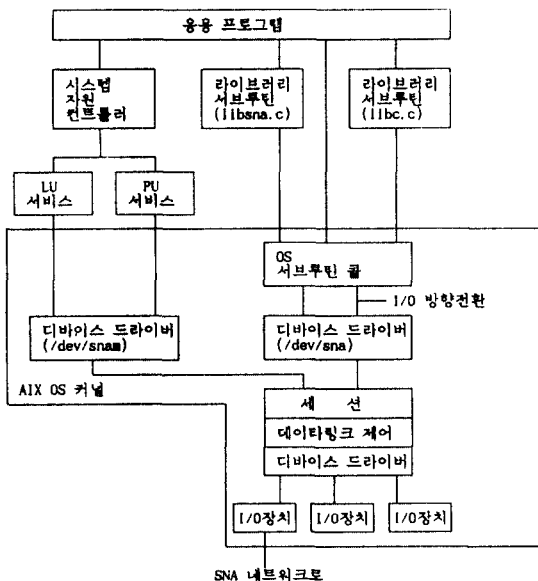 응용 프로그램
시스템
자원
컨트롤러
라이브러리
서브루틴
(libsna.c)
라이브러리
서브루틴
(libc.c)
LU
서비스
PU
서비스
OS
서브루틴 콜
I/O 방향전환
디바이스 드라이버
(/dev/snam)
디바이스 드라이버
(/dev/sna)
AIX OS 커널
세 션
데이타링크 제어
디바이스 드라이버
I/O장치
I/O장치
I/O장치
SNA 네트워크로